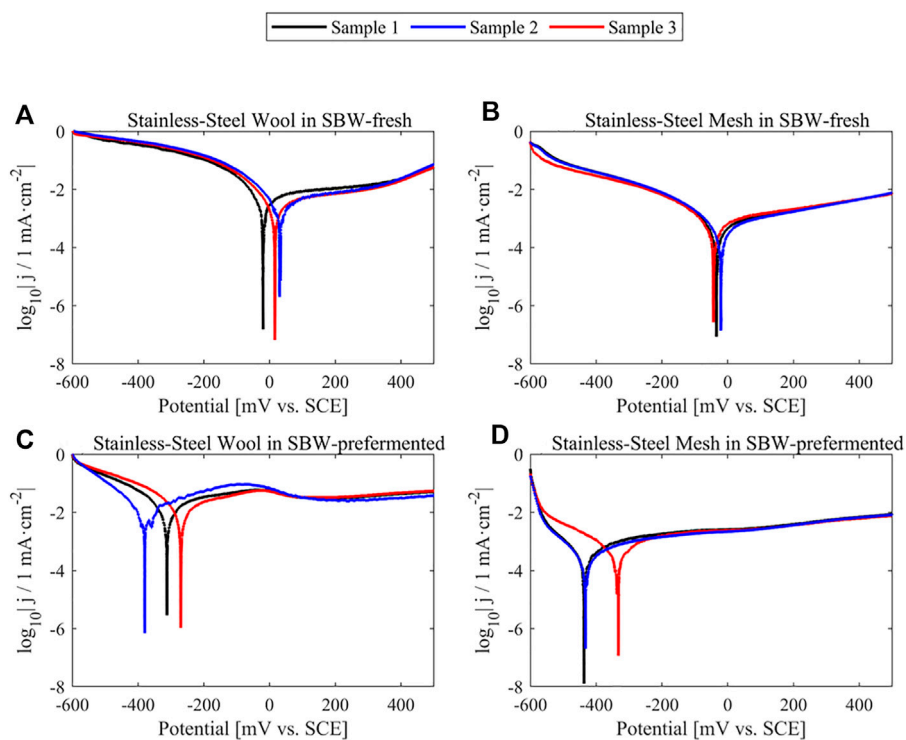 Sample 1 Sample 2 Sample 3
A
Stainless-Steel Wool in SBW-fresh
0
-2
-4
-6
-8
log10|j / 1 mA·cm-2|
-600 -400 -200 0 200 400
Potential [mV vs. SCE]
B
Stainless-Steel Mesh in SBW-fresh
0
-2
-4
-6
-8
log10|j / 1 mA·cm-2|
-600 -400 -200 0 200 400
Potential [mV vs. SCE]
C
Stainless-Steel Wool in SBW-prefermented
0
-2
-4
-6
-8
log10|j / 1 mA·cm-2|
-600 -400 -200 0 200 400
Potential [mV vs. SCE]
D
Stainless-Steel Mesh in SBW-prefermented
0
-2
-4
-6
-8
log10|j / 1 mA·cm-2|
-600 -400 -200 0 200 400
Potential [mV vs. SCE]